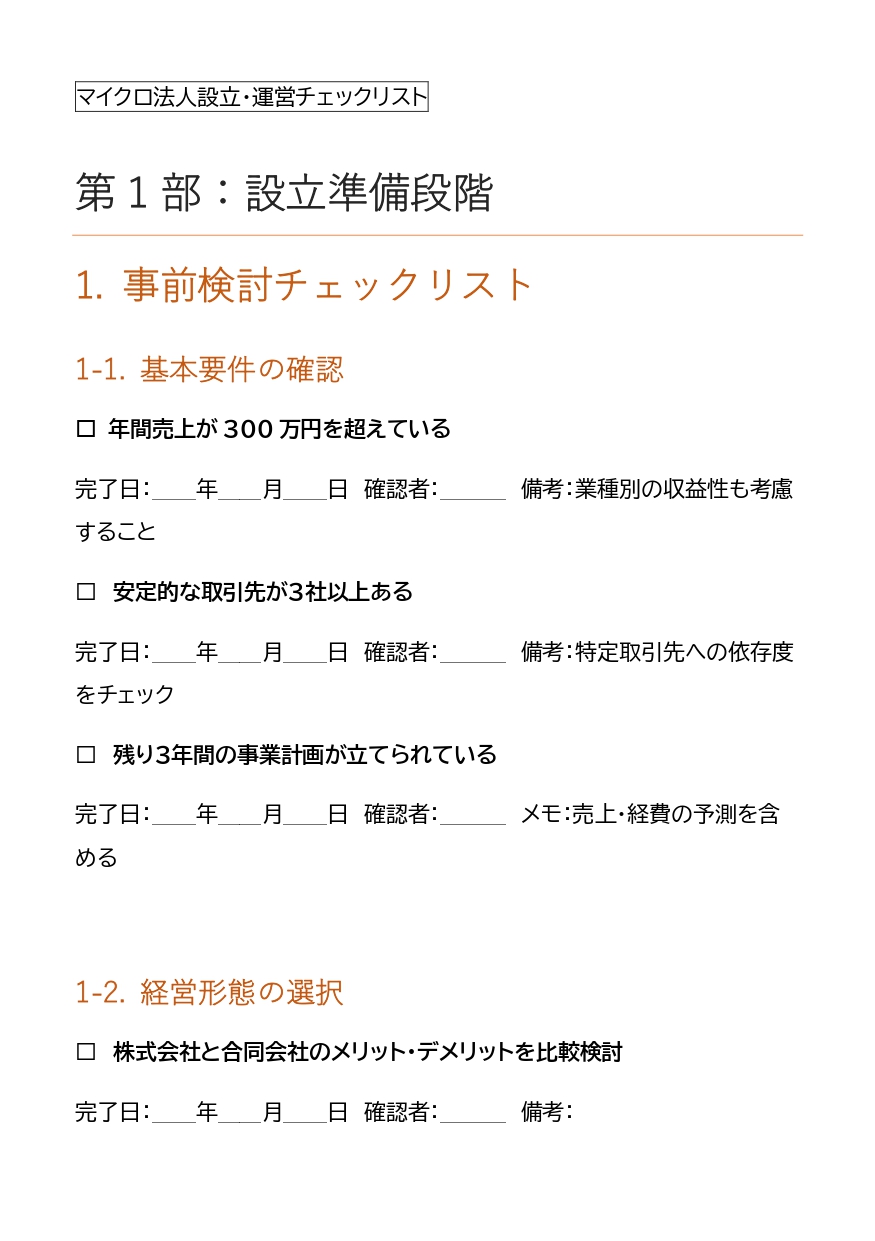 マイクロ法人設立・運営チェックリスト
第 1 部：設立準備段階
1. 事前検討チェックリスト
1-1. 基本要件の確認
□ 年間売上が 300 万円を超えている
完了日：____年____月____日 確認者：______ 備考：業種別の収益性も考慮
すること
□ 安定的な取引先が３社以上ある
完了日：____年____月____日 確認者：______ 備考：特定取引先への依存度
をチェック
□ 残り３年間の事業計画が立てられている
完了日：____年____月____日 確認者：______ メモ：売上・経費の予測を含
める
1-2. 経営形態の選択
□ 株式会社と合同会社のメリット・デメリットを比較検討
完了日：____年____月____日 確認者：______ 備考：